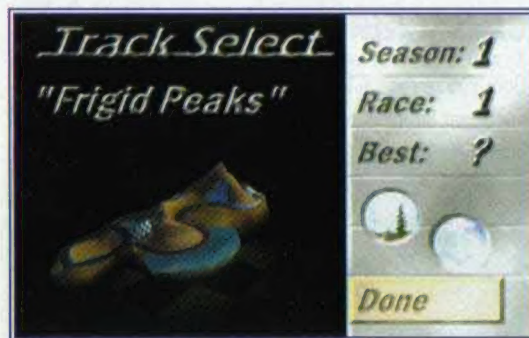 Track Select
"Frigid Peaks"
Season: 1
Race: 1
Best: ?
Done